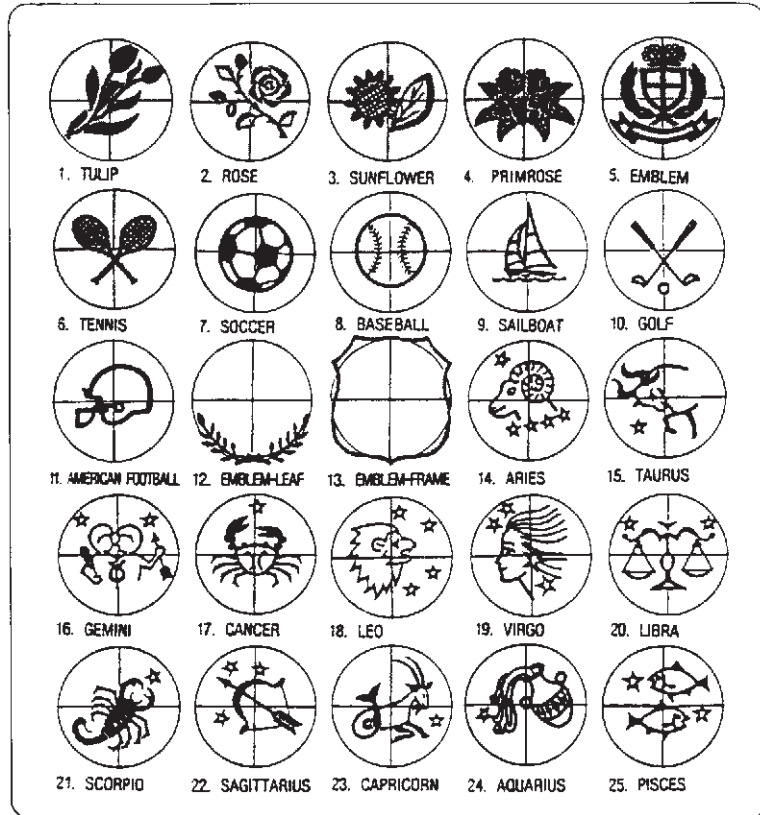 1. TULIP 2. ROSE 3. SUNFLOWER 4. PRIMROSE 5. EMBLEM
6. TENNIS 7. SOCCER 8. BASEBALL 9. SAILBOAT 10. GOLF
11. AMERICAN FOOTBALL 12. EMBLEM-LEAF 13. EMBLEM-FRAME 14. ARIES 15. TAURUS
16. GEMINI 17. CANCER 18. LEO 19. VIRGO 20. LIBRA
21. SCORPIO 22. SAGITTARIUS 23. CAPRICORN 24. AQUARIUS 25. PISCES